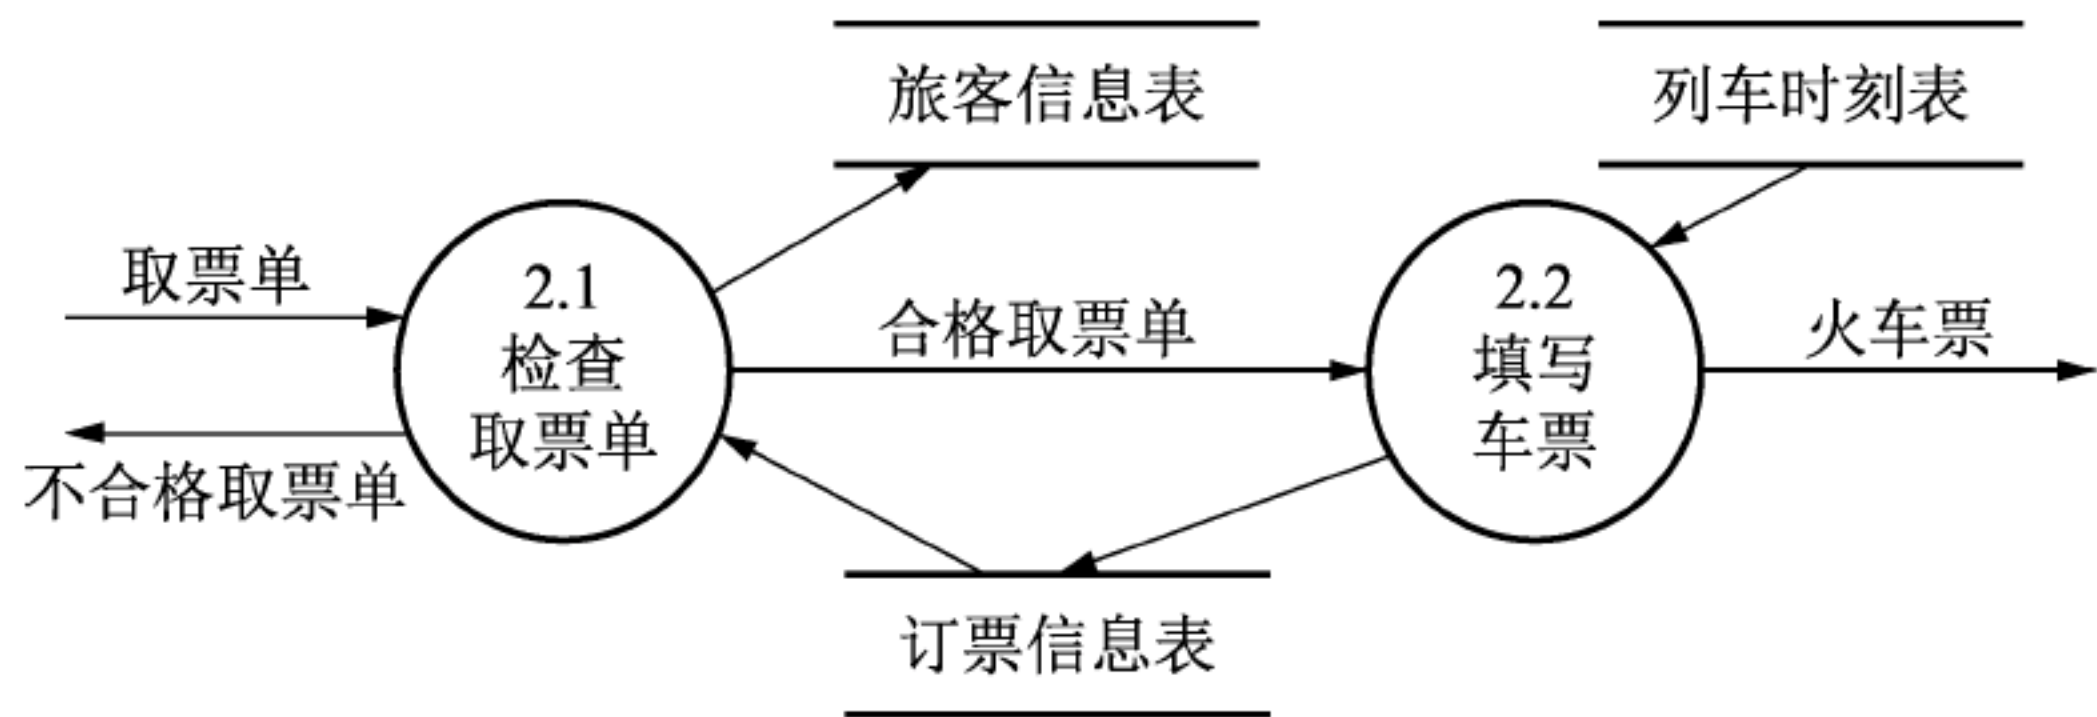 旅客信息表
列车时刻表
取票单
2.1
检查
取票单
合格取票单
2.2
填写
车票
火车票
不合格取票单
订票信息表